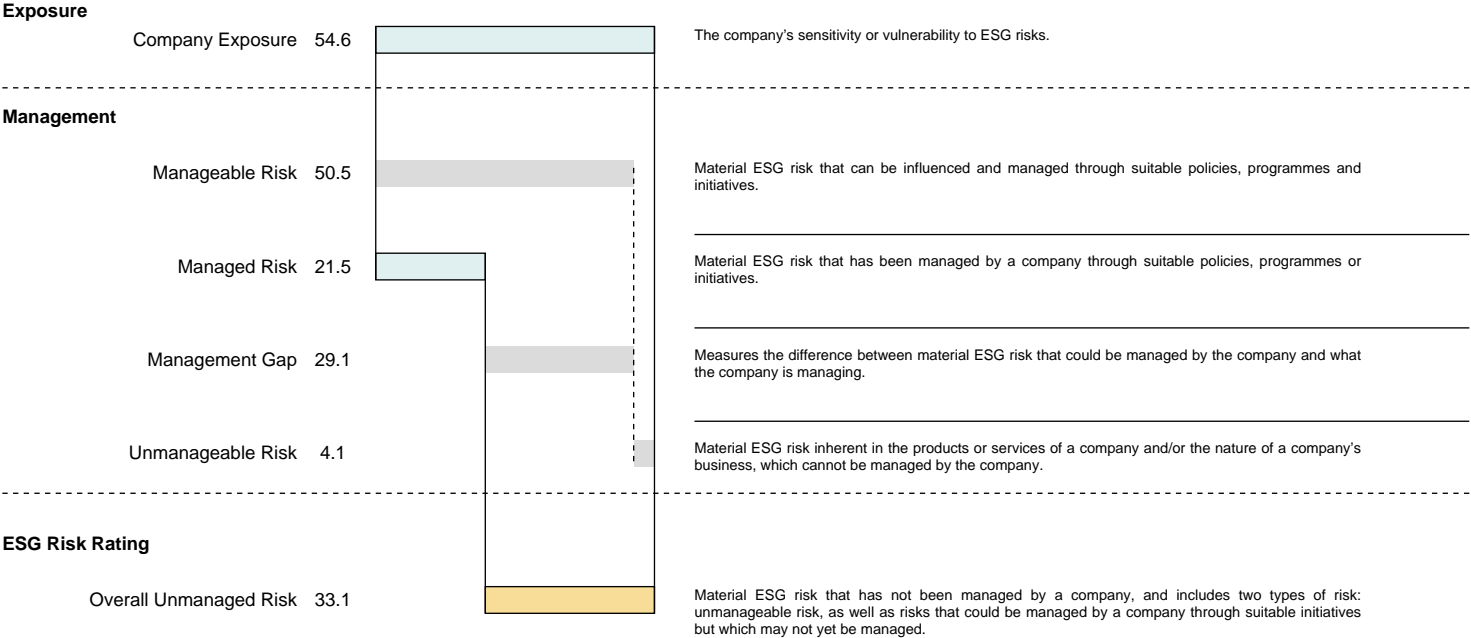 Exposure
Company Exposure 54.6
The company’s sensitivity or vulnerability to ESG risks.
Management
Manageable Risk 50.5
Material ESG risk that can be influenced and managed through suitable policies, programmes and
initiatives.
Managed Risk 21.5
Material ESG risk that has been managed by a company through suitable policies, programmes or
initiatives.
Management Gap 29.1
Measures the difference between material ESG risk that could be managed by the company and what
the company is managing.
Unmanageable Risk 4.1
Material ESG risk inherent in the products or services of a company and/or the nature of a company’s
business, which cannot be managed by the company.
ESG Risk Rating
Overall Unmanaged Risk 33.1
Material ESG risk that has not been managed by a company, and includes two types of risk:
unmanageable risk, as well as risks that could be managed by a company through suitable initiatives
but which may not yet be managed.